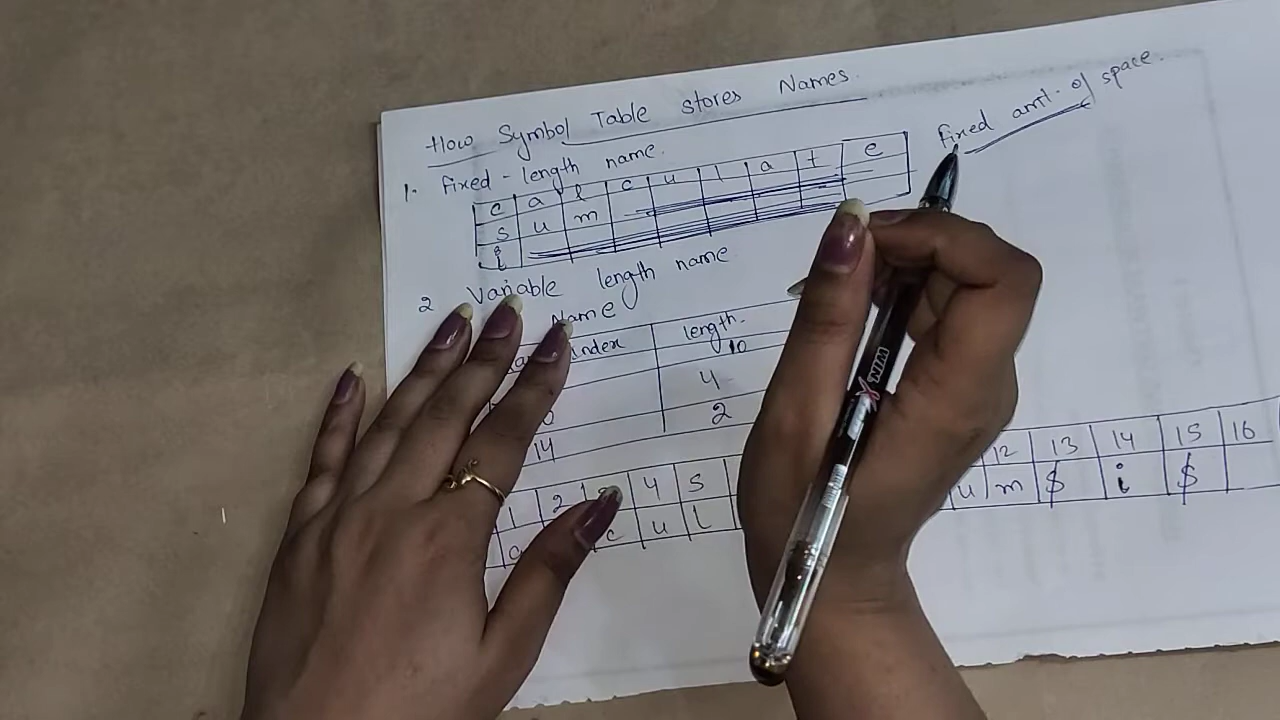 How Symbol Table stores Names.
Fixed amt. of space.
1. Fixed-length name.
c a l c u l a t e
s u m
i
2 Variable length name
Name
index length.
10
4
0 2
14
1 2 4 5 12 13 14 15 16
a c u l u m $ i $
WIN